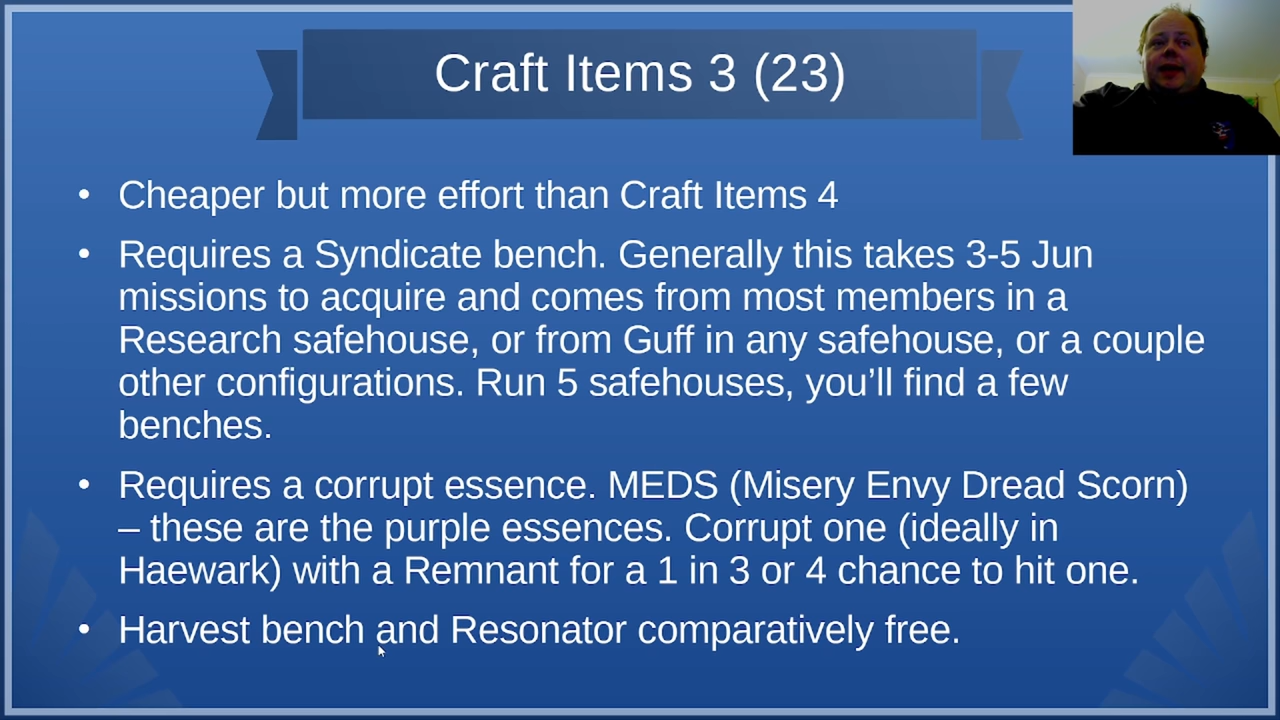 Craft Items 3 (23)
• Cheaper but more effort than Craft Items 4
• Requires a Syndicate bench. Generally this takes 3-5 Jun
missions to acquire and comes from most members in a
Research safehouse, or from Guff in any safehouse, or a couple
other configurations. Run 5 safehouses, you’ll find a few
benches.
• Requires a corrupt essence. MEDS (Misery Envy Dread Scorn)
– these are the purple essences. Corrupt one (ideally in
Haewark) with a Remnant for a 1 in 3 or 4 chance to hit one.
• Harvest bench and Resonator comparatively free.